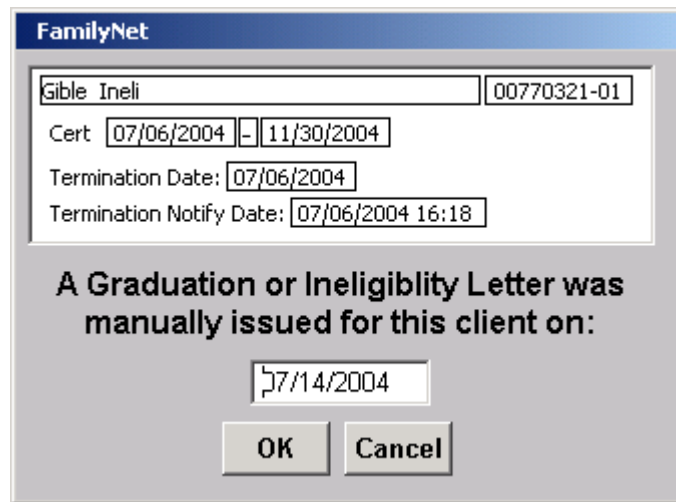 FamilyNet
Gible Ineli 00770321-01
Cert 07/06/2004 - 11/30/2004
Termination Date: 07/06/2004
Termination Notify Date: 07/06/2004 16:18
A Graduation or Ineligiblity Letter was
manually issued for this client on:
07/14/2004
OK Cancel